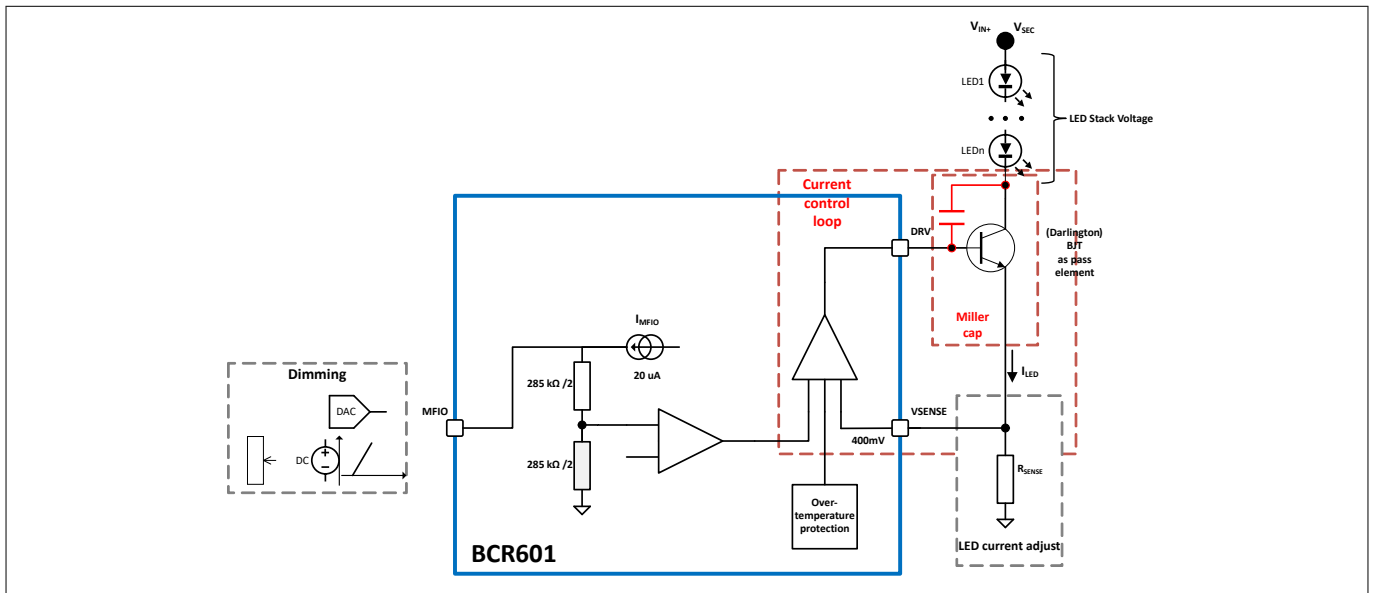 VIN+ VSEC
LED1
• • •
LED Stack Voltage
LEDn
Current
control
loop
DRV
(Darlington)
BJT
as pass
element
Miller
cap
IMFIO
20 uA
ILED
Dimming
285 kΩ /2
DAC
MFIO
VSENSE
400mV
DC
285 kΩ /2
RSENSE
Over-
temperature
protection
BCR601
LED current adjust